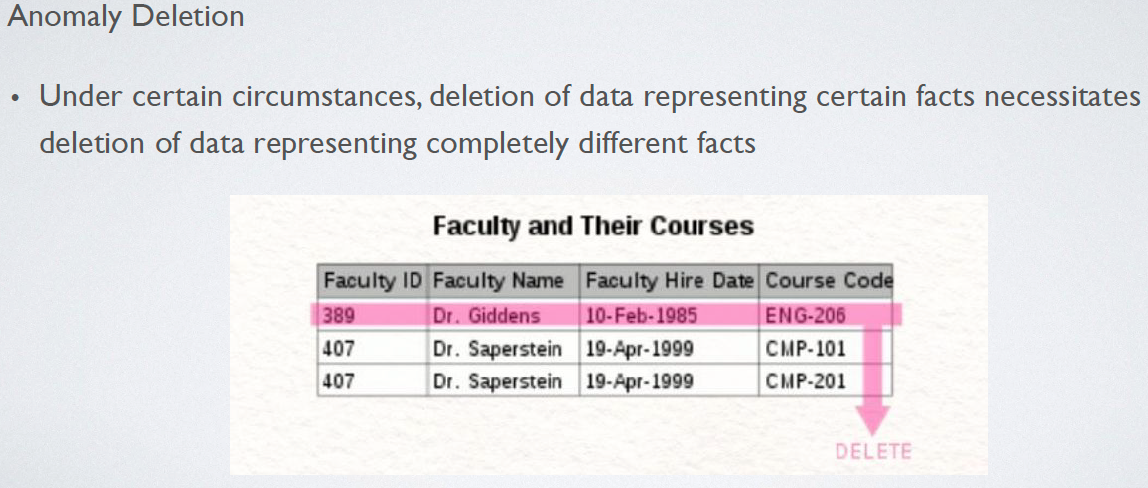 Anomaly Deletion
• Under certain circumstances, deletion of data representing certain facts necessitates
deletion of data representing completely different facts
Faculty and Their Courses
Faculty ID Faculty Name Faculty Hire Date Course Code
389 Dr. Giddens 10-Feb-1985 ENG-206
407 Dr. Saperstein 19-Apr-1999 CMP-101
407 Dr. Saperstein 19-Apr-1999 CMP-201
DELETE